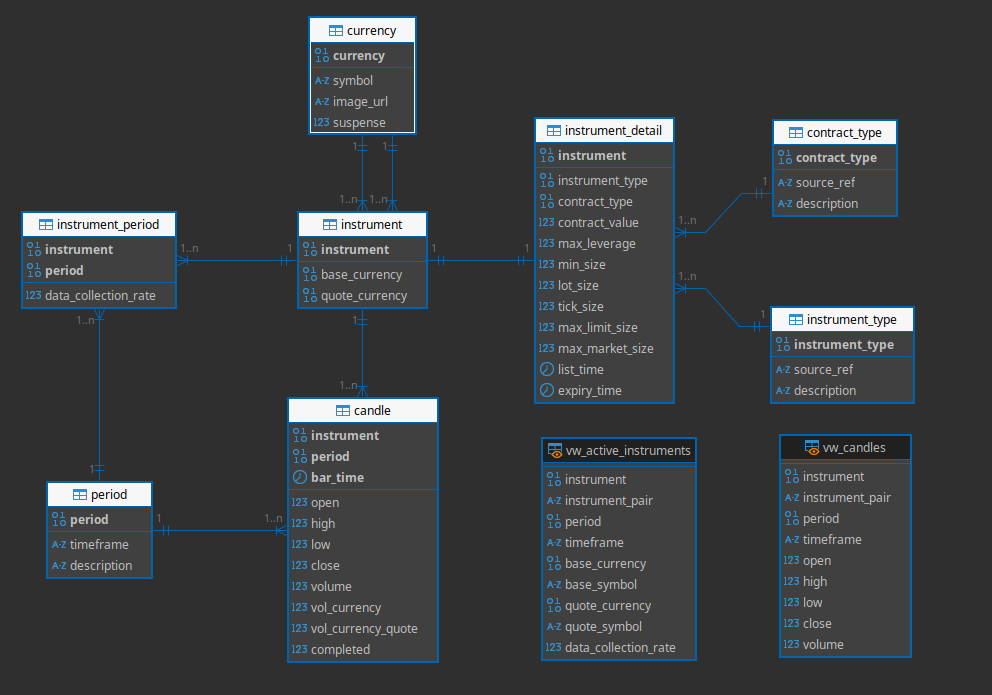 currency
currency
symbol
image_url
suspense
1
1
1..n
1..n
instrument_period
instrument
period
data_collection_rate
1..n
1
1..n
1
instrument
instrument
base_currency
quote_currency
1
1
1
1..n
instrument_detail
instrument
instrument_type
contract_type
contract_value
max_leverage
min_size
lot_size
tick_size
max_limit_size
max_market_size
list_time
expiry_time
1..n
1
1..n
1
contract_type
contract_type
source_ref
description
instrument_type
instrument_type
source_ref
description
period
period
timeframe
description
1
1..n
candle
instrument
period
bar_time
open
high
low
close
volume
vol_currency
vol_currency_quote
completed
vw_active_instruments
instrument
instrument_pair
period
timeframe
base_currency
base_symbol
quote_currency
quote_symbol
data_collection_rate
vw_candles
instrument
instrument_pair
period
timeframe
open
high
low
close
volume